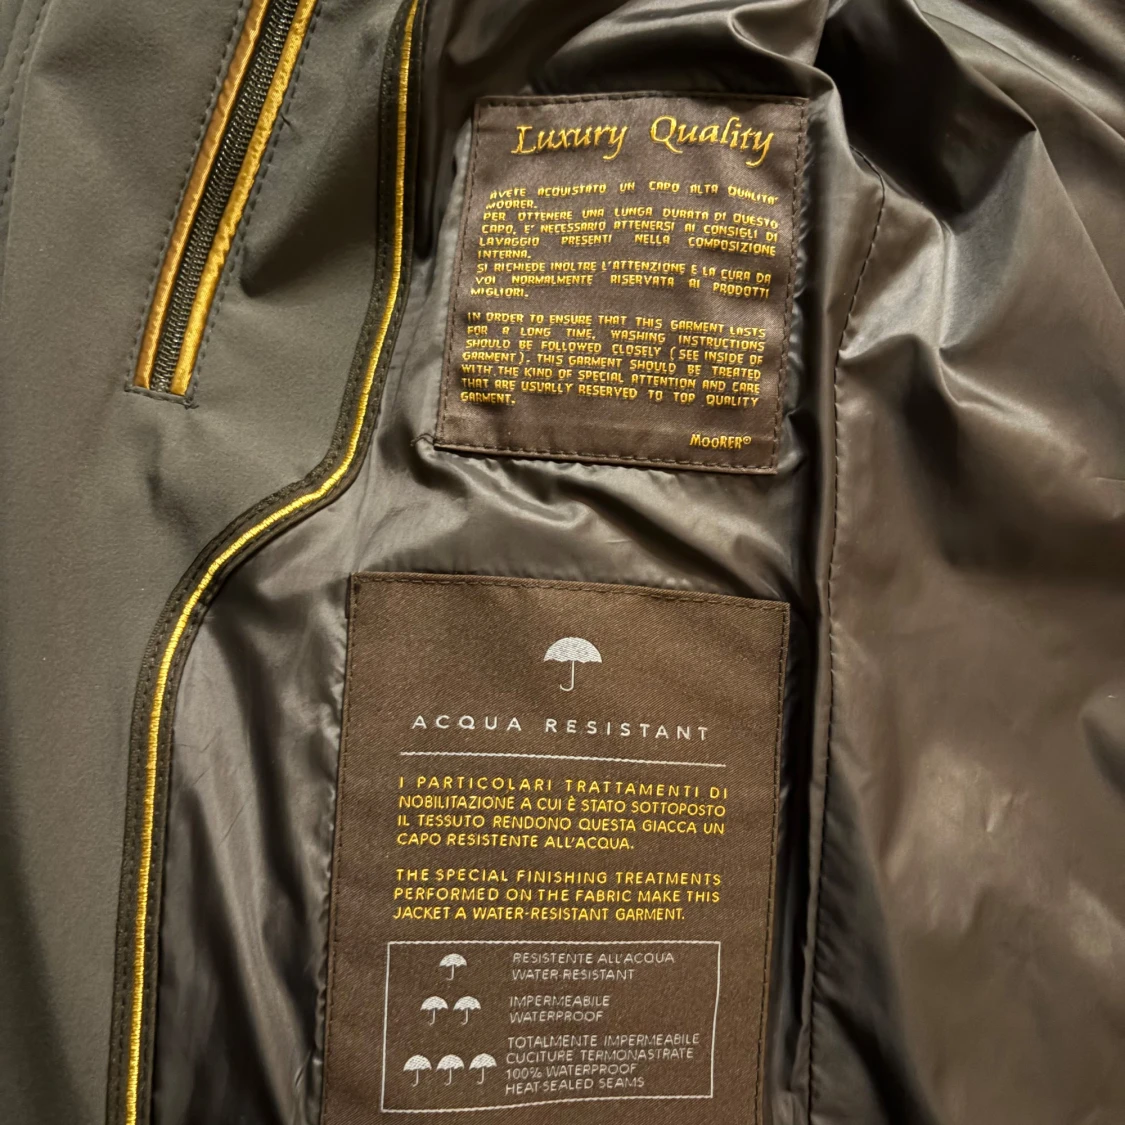 Luxury Quality
AVETE ACQUISTATO UN CAPO ALTA QUALITA'
MOORER.
PER OTTENERE UNA LUNGA DURATA DI QUESTO
CAPO, E' NECESSARIO ATTENERSI AI CONSIGLI DI
LAVAGGIO PRESENTI NELLA COMPOSIZIONE
INTERNA.
SI RICHIEDE INOLTRE L'ATTENZIONE E LA CURA DA
VOI NORMALMENTE RISERVATA AI PRODOTTI
MIGLIORI.
IN ORDER TO ENSURE THAT THIS GARMENT LASTS
FOR A LONG TIME, WASHING INSTRUCTIONS
SHOULD BE FOLLOWED CLOSELY (SEE INSIDE OF
GARMENT). THIS GARMENT SHOULD BE TREATED
WITH THE KIND OF SPECIAL ATTENTION AND CARE
THAT ARE USUALLY RESERVED TO TOP QUALITY
GARMENT.
MOORER®
ACQUA RESISTANT
I PARTICOLARI TRATTAMENTI DI
NOBILITAZIONE A CUI È STATO SOTTOPOSTO
IL TESSUTO RENDONO QUESTA GIACCA UN
CAPO RESISTENTE ALL'ACQUA.
THE SPECIAL FINISHING TREATMENTS
PERFORMED ON THE FABRIC MAKE THIS
JACKET A WATER-RESISTANT GARMENT.
RESISTENTE ALL'ACQUA
WATER-RESISTANT
IMPERMEABILE
WATERPROOF
TOTALMENTE IMPERMEABILE
CUCITURE TERMONASTRATE
100% WATERPROOF
HEAT-SEALED SEAMS